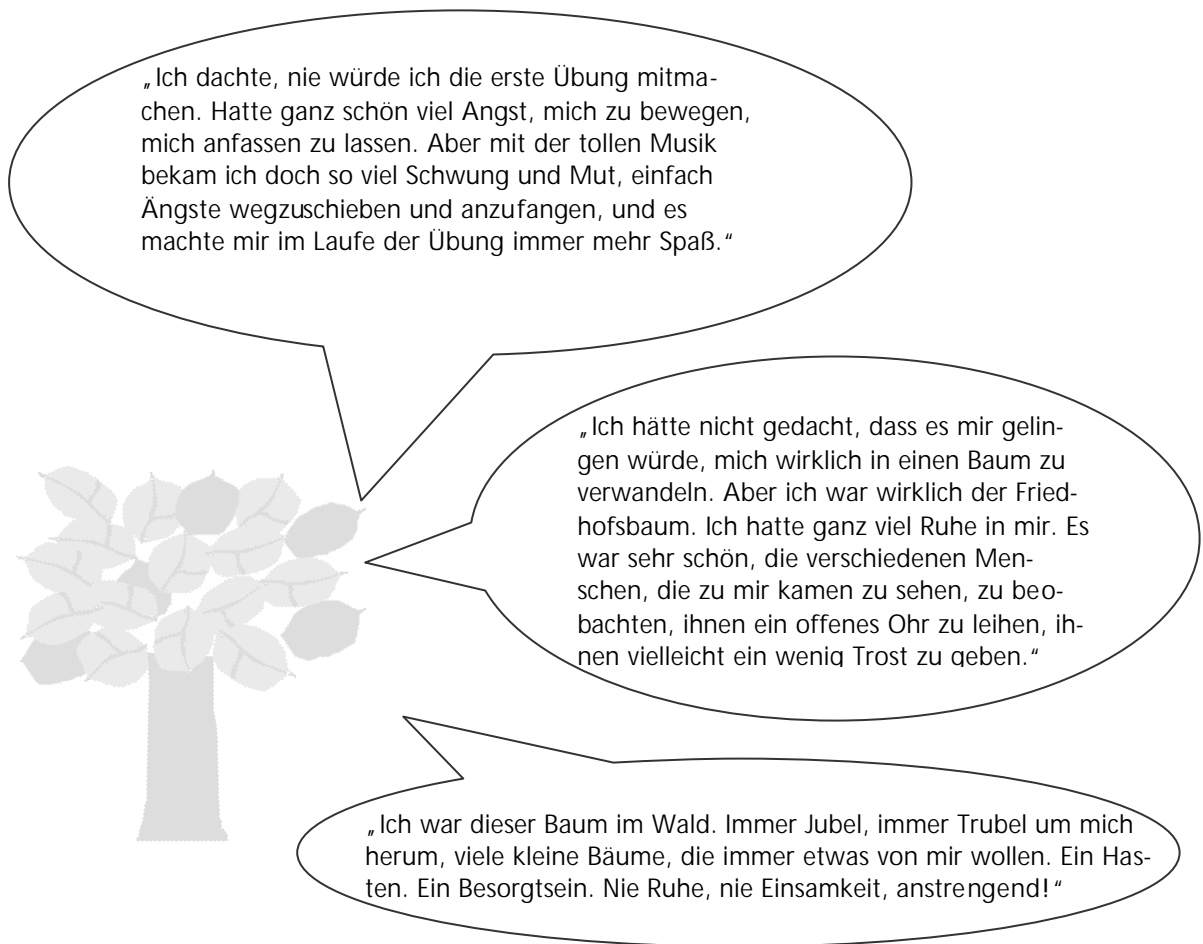 „Ich dachte, nie würde ich die erste Übung mitma-
chen. Hatte ganz schön viel Angst, mich zu bewegen,
mich anfassen zu lassen. Aber mit der tollen Musik
bekam ich doch so viel Schwung und Mut, einfach
Ängste wegzuschieben und anzufangen, und es
machte mir im Laufe der Übung immer mehr Spaß.“
„Ich hätte nicht gedacht, dass es mir gelin-
gen würde, mich wirklich in einen Baum zu
verwandeln. Aber ich war wirklich der Fried-
hofsbaum. Ich hatte ganz viel Ruhe in mir. Es
war sehr schön, die verschiedenen Men-
schen, die zu mir kamen zu sehen, zu beo-
bachten, ihnen ein offenes Ohr zu leihen, ih-
nen vielleicht ein wenig Trost zu geben.“
„Ich war dieser Baum im Wald. Immer Jubel, immer Trubel um mich
herum, viele kleine Bäume, die immer etwas von mir wollen. Ein Has-
ten. Ein Besorgtsein. Nie Ruhe, nie Einsamkeit, anstrengend!“